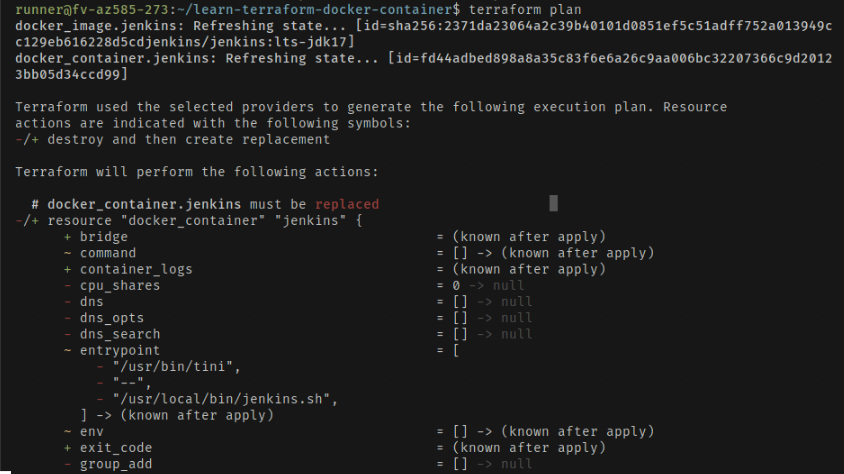 runner@fv-az585-273:~/learn-terraform-docker-container$ terraform plan
docker_image.jenkins: Refreshing state... [id=sha256:2371da23064a2c39b40101d0851ef5c51adff752a013949c
c129eb616228d5cdjenkins/jenkins:lts-jdk17]
docker_container.jenkins: Refreshing state... [id=fd44adbed898a8a35c83f6e6a26c9aa006bc32207366c9d2012
3bb05d34ccd99]
Terraform used the selected providers to generate the following execution plan. Resource
actions are indicated with the following symbols:
-/+ destroy and then create replacement
Terraform will perform the following actions:
# docker_container.jenkins must be replaced
-/+ resource "docker_container" "jenkins" {
+ bridge = (known after apply)
~ command = [] -> (known after apply)
+ container_logs = (known after apply)
- cpu_shares = 0 -> null
- dns = [] -> null
- dns_opts = [] -> null
- dns_search = [] -> null
~ entrypoint = [
- "/usr/bin/tini",
- "--",
- "/usr/local/bin/jenkins.sh",
] -> (known after apply)
~ env = [] -> (known after apply)
+ exit_code = (known after apply)
- group_add = [] -> null